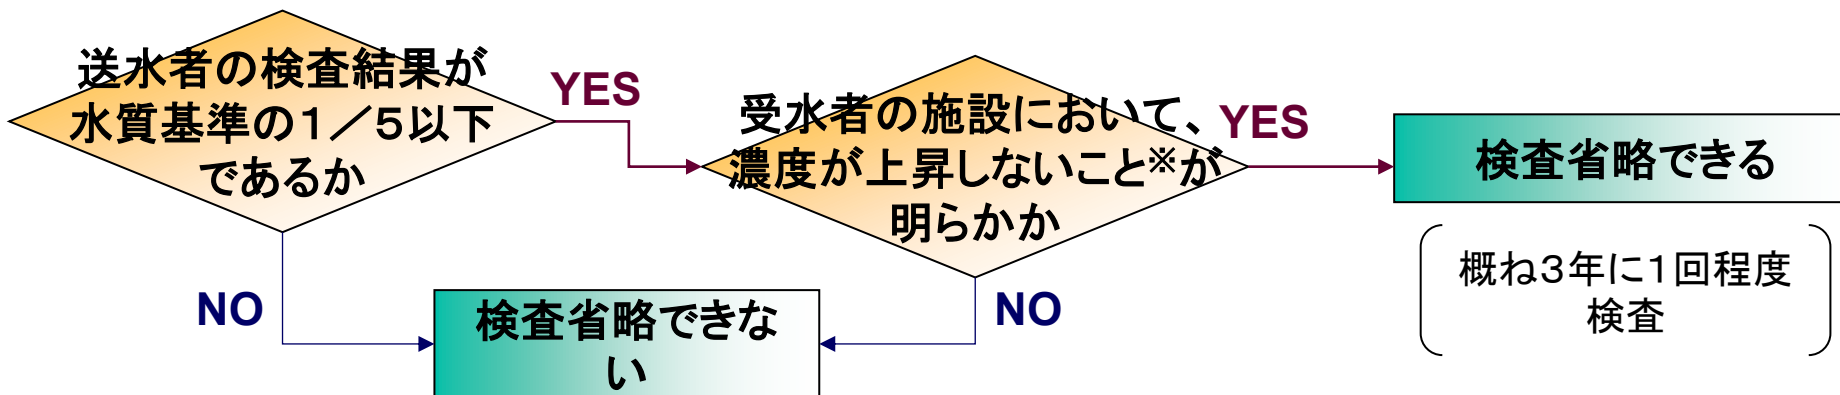 送水者の検査結果が
水質基準の1／5以下
であるか
YES
受水者の施設において、
濃度が上昇しないこと※が
明らかか
YES
検査省略できる
概ね3年に1回程度
検査
NO
検査省略できな
い
NO